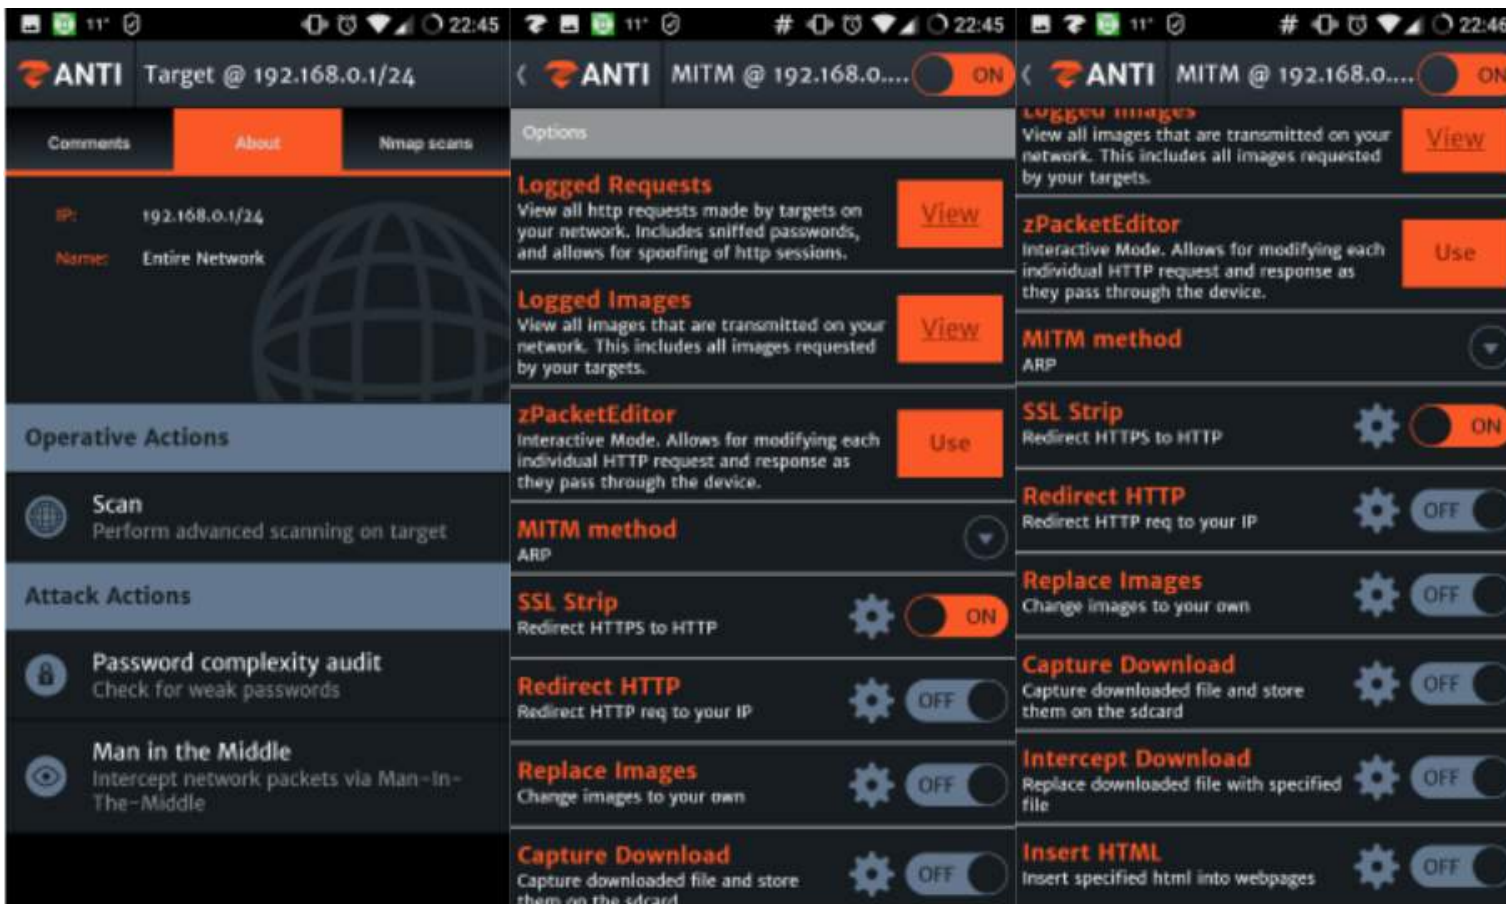 11°
22:45
ANTI
Target @ 192.168.0.1/24
Comments
About
Nmap scans
IP:
192.168.0.1/24
Name:
Entire Network
Operative Actions
Scan
Perform advanced scanning on target
Attack Actions
Password complexity audit
Check for weak passwords
Man in the Middle
Intercept network packets via Man-In-
The-Middle
11°
22:45
ANTI
MITM @ 192.168.0....
ON
Options
Logged Requests
View all http requests made by targets on
your network. Includes sniffed passwords,
and allows for spoofing of http sessions.
View
Logged Images
View all images that are transmitted on your
network. This includes all images requested
by your targets.
View
zPacketEditor
Interactive Mode. Allows for modifying each
individual HTTP request and response as
they pass through the device.
Use
MITM method
ARP
SSL Strip
Redirect HTTPS to HTTP
ON
Redirect HTTP
Redirect HTTP req to your IP
OFF
Replace Images
Change images to your own
OFF
Capture Download
Capture downloaded file and store
them on the sdcard
OFF
11°
22:46
ANTI
MITM @ 192.168.0....
ON
Logged Images
View all images that are transmitted on your
network. This includes all images requested
by your targets.
View
zPacketEditor
Interactive Mode. Allows for modifying each
individual HTTP request and response as
they pass through the device.
Use
MITM method
ARP
SSL Strip
Redirect HTTPS to HTTP
ON
Redirect HTTP
Redirect HTTP req to your IP
OFF
Replace Images
Change images to your own
OFF
Capture Download
Capture downloaded file and store
them on the sdcard
OFF
Intercept Download
Replace downloaded file with specified
file
OFF
Insert HTML
Insert specified html into webpages
OFF